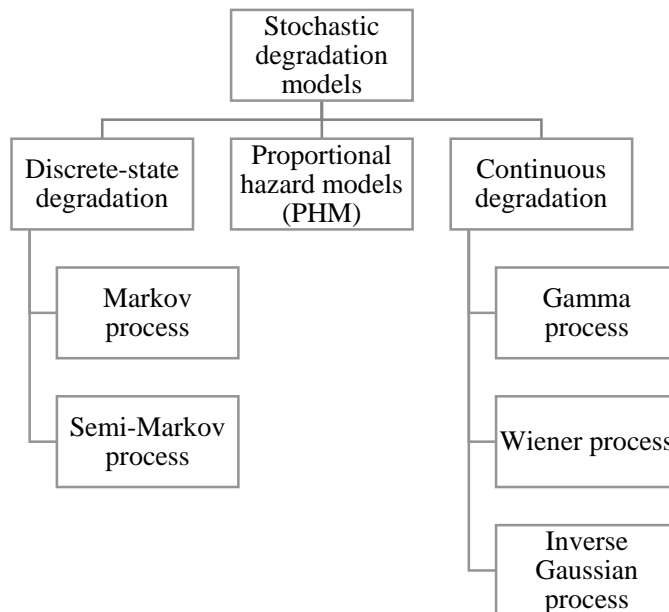 Stochastic
degradation
models
Discrete-state
degradation
Proportional
hazard models
(PHM)
Continuous
degradation
Markov
process
Semi-Markov
process
Gamma
process
Wiener process
Inverse
Gaussian
process